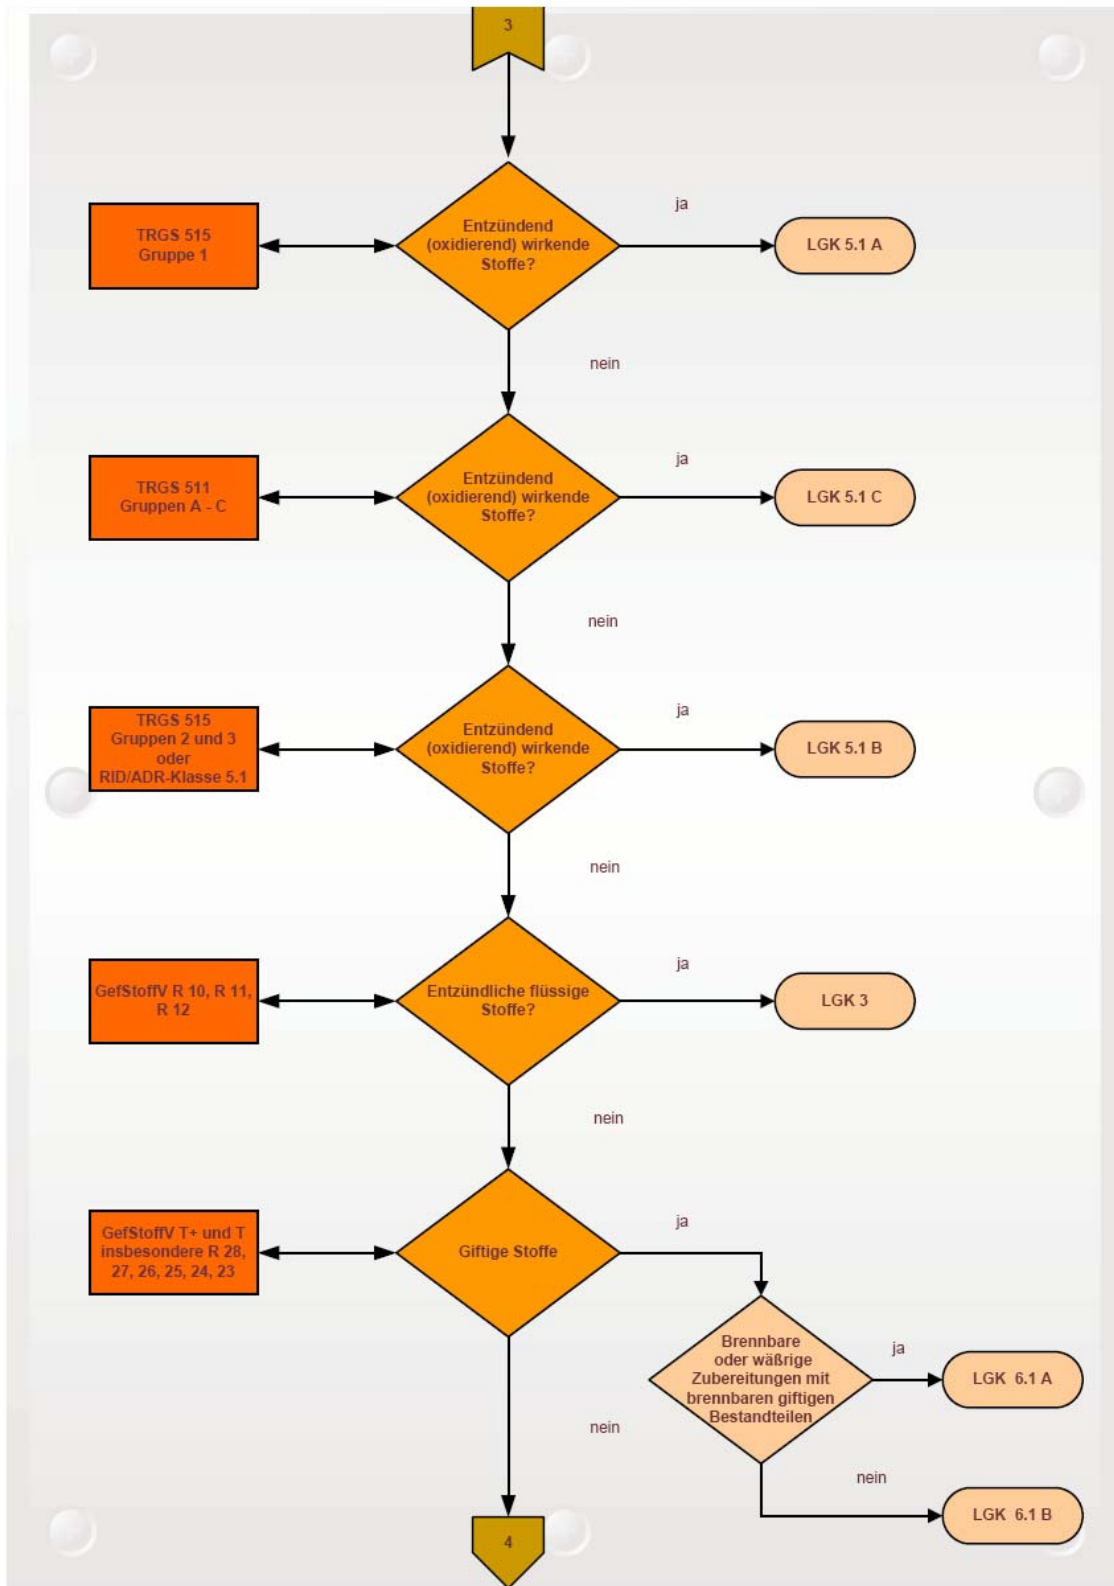 3
TRGS 515
Gruppe 1
Entzündend
(oxidierend) wirkende
Stoffe?
ja
LGK 5.1 A
nein
TRGS 511
Gruppen A - C
Entzündend
(oxidierend) wirkende
Stoffe?
ja
LGK 5.1 C
nein
TRGS 515
Gruppen 2 und 3
oder
RID/ADR-Klasse 5.1
Entzündend
(oxidierend) wirkende
Stoffe?
ja
LGK 5.1 B
nein
GefStoffV R 10, R 11,
R 12
Entzündliche flüssige
Stoffe?
ja
LGK 3
nein
GefStoffV T+ und T
insbesondere R 28,
27, 26, 25, 24, 23
Giftige Stoffe
ja
Brennbare
oder wäßrige
Zubereitungen mit
brennbaren giftigen
Bestandteilen
ja
LGK 6.1 A
nein
nein
LGK 6.1 B
4